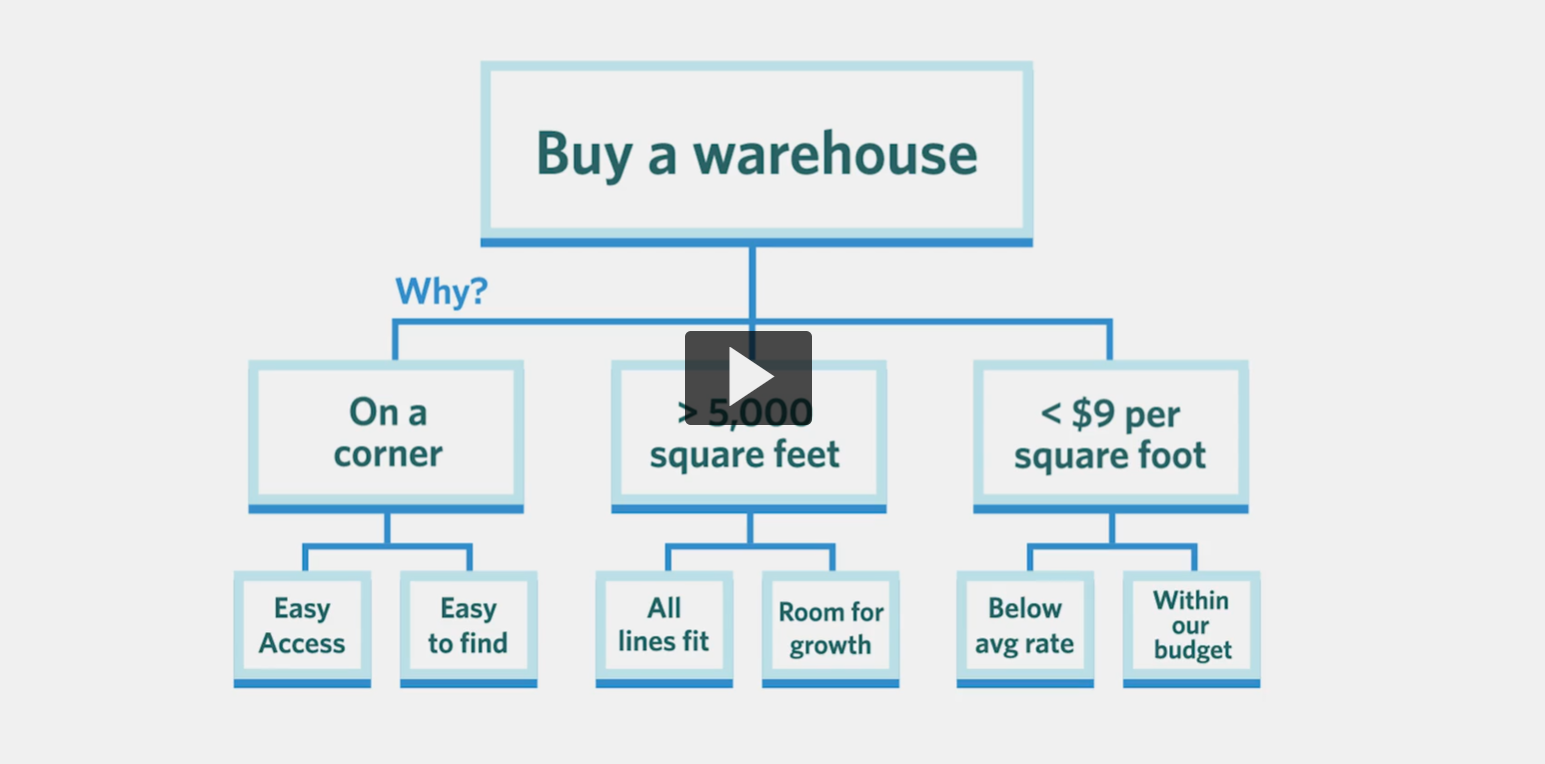 Buy a warehouse
Why?
On a
corner
> 5,000
square feet
< $9 per
square foot
Easy
Access
Easy
to find
All
lines fit
Room for
growth
Below
avg rate
Within
our
budget